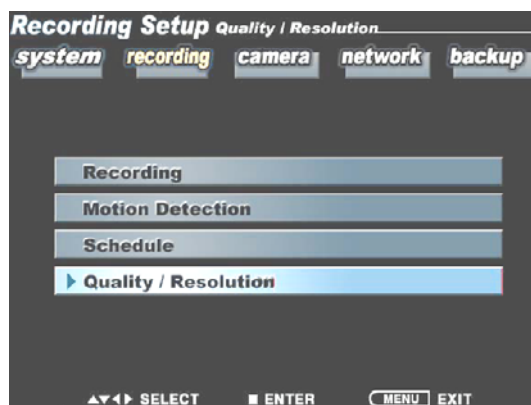 Recording Setup Quality / Resolution
system recording camera network backup
Recording
Motion Detection
Schedule
Quality / Resolution
▲▼◀▶ SELECT ■ ENTER MENU EXIT